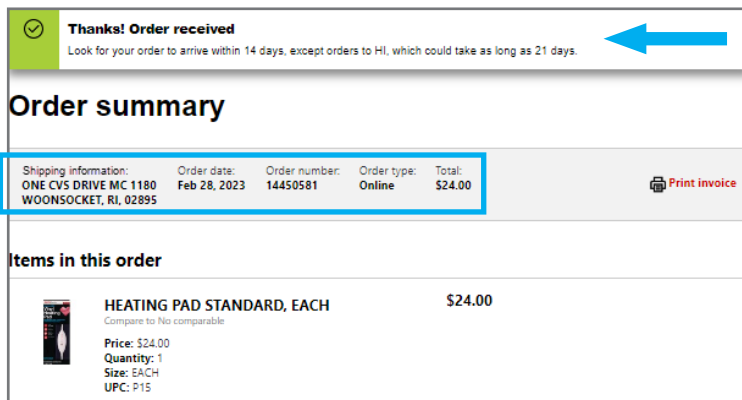 Thanks! Order received
Look for your order to arrive within 14 days, except orders to HI, which could take as long as 21 days.
Order summary
Shipping information: Order date: Order number: Order type: Total:
ONE CVS DRIVE MC 1180 Feb 28, 2023 14450581 Online $24.00
WOONSOCKET, RI, 02895
Print invoice
Items in this order
HEATING PAD STANDARD, EACH $24.00
Compare to No comparable
Price: $24.00
Quantity: 1
Size: EACH
UPC: P15